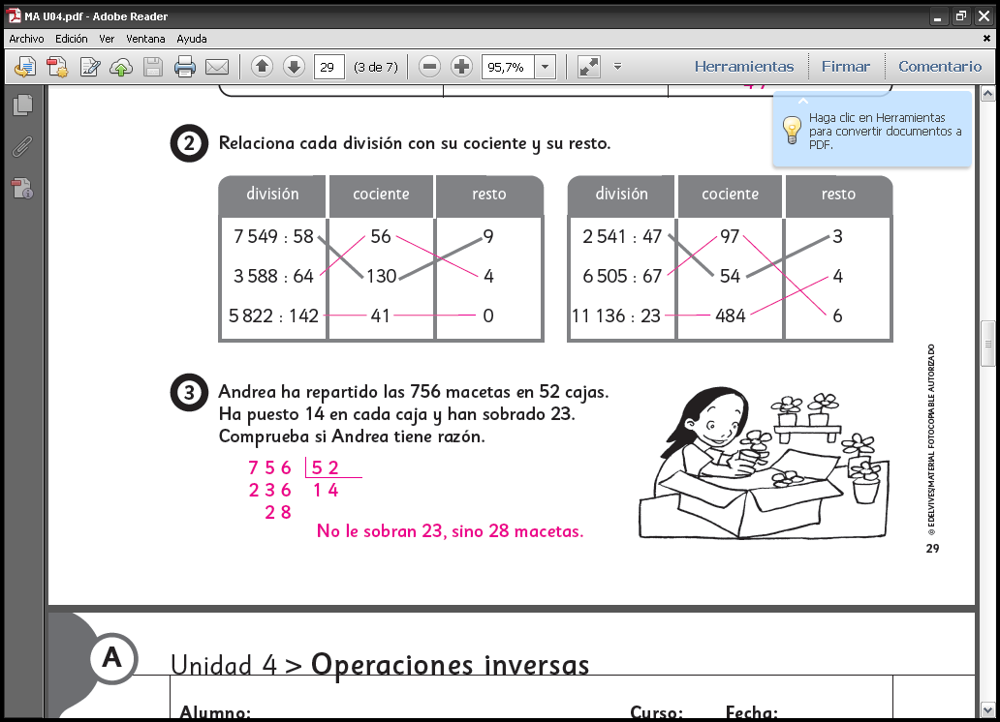 MA U04.pdf - Adobe Reader
Archivo Edición Ver Ventana Ayuda
29 (3 de 7) 95,7% Herramientas Firmar Comentario
Haga clic en Herramientas
para convertir documentos a
PDF.
2 Relaciona cada división con su cociente y su resto.
división cociente resto
7 549 : 58 56 9
3 588 : 64 130 4
5 822 : 142 41 0
división cociente resto
2 541 : 47 97 3
6 505 : 67 54 4
11 136 : 23 484 6
3 Andrea ha repartido las 756 macetas en 52 cajas.
Ha puesto 14 en cada caja y han sobrado 23.
Comprueba si Andrea tiene razón.
7 5 6 5 2
2 3 6 1 4
2 8
No le sobran 23, sino 28 macetas.
© EDELVIVES/MATERIAL FOTOCOPIABLE AUTORIZADO
29
A
Unidad 4 > Operaciones inversas
Alumno: Curso: Fecha: